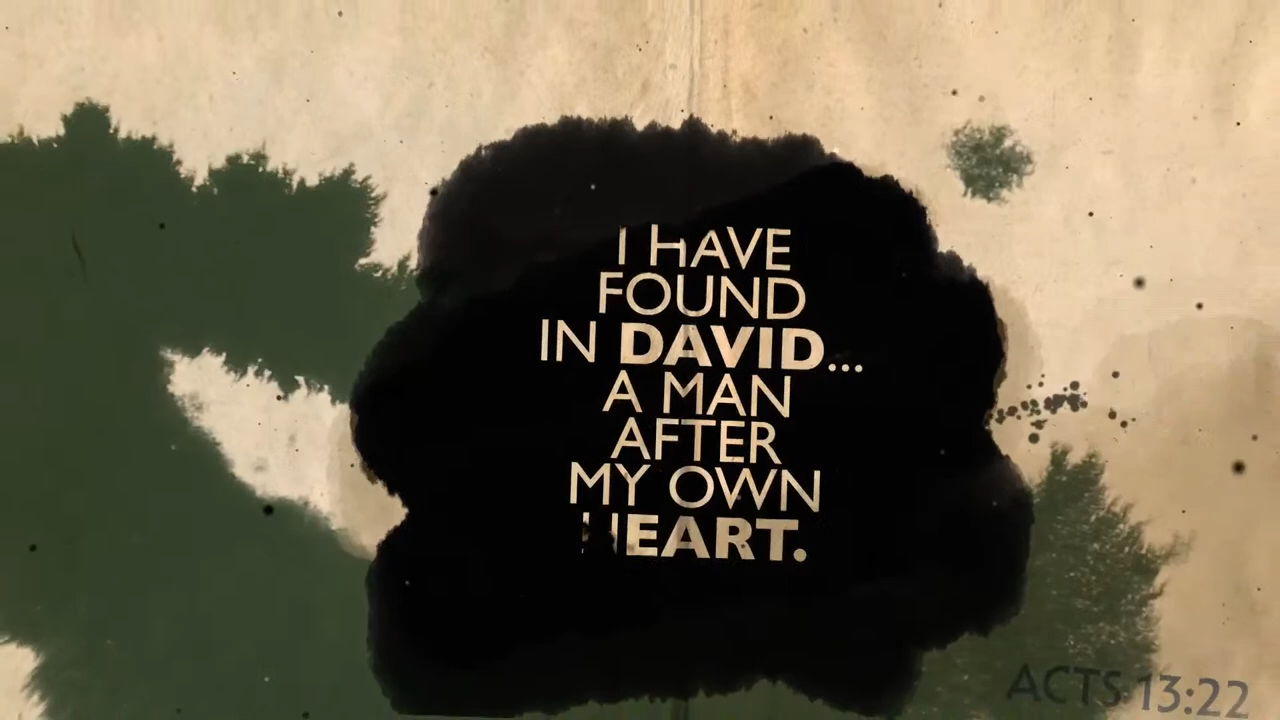 I HAVE
FOUND
IN DAVID...
A MAN
AFTER
MY OWN
HEART.
ACTS 13:22